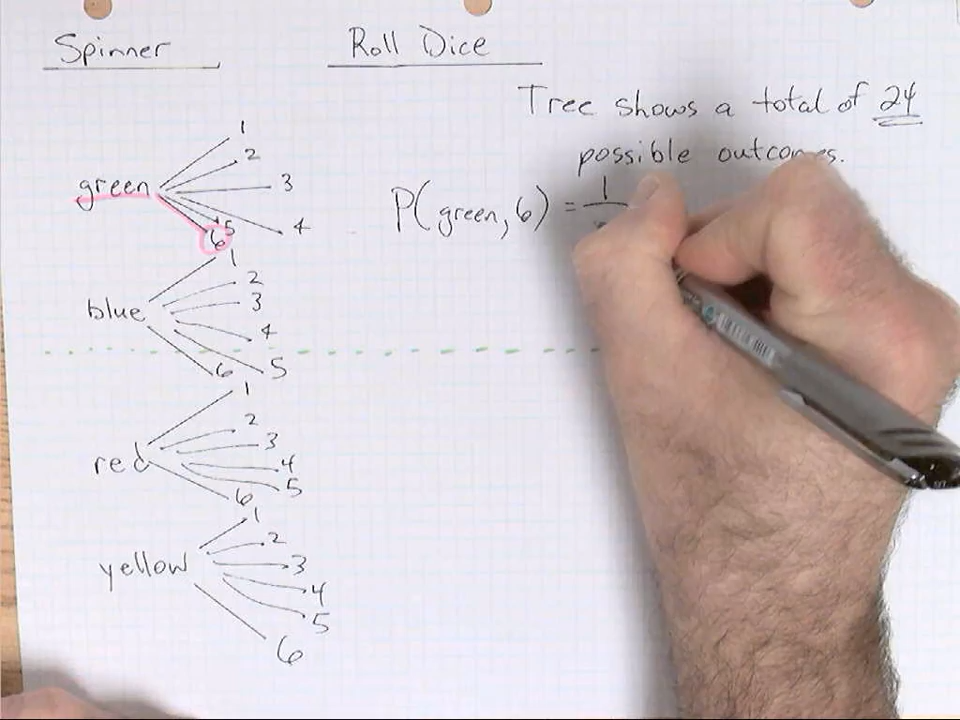 Spinner Roll Dice
Tree shows a total of 24
possible outcomes.
P(green, 6) = 1
green 1 2 3 4 5 6
blue 1 2 3 4 5 6
red 1 2 3 4 5 6
yellow 1 2 3 4 5 6